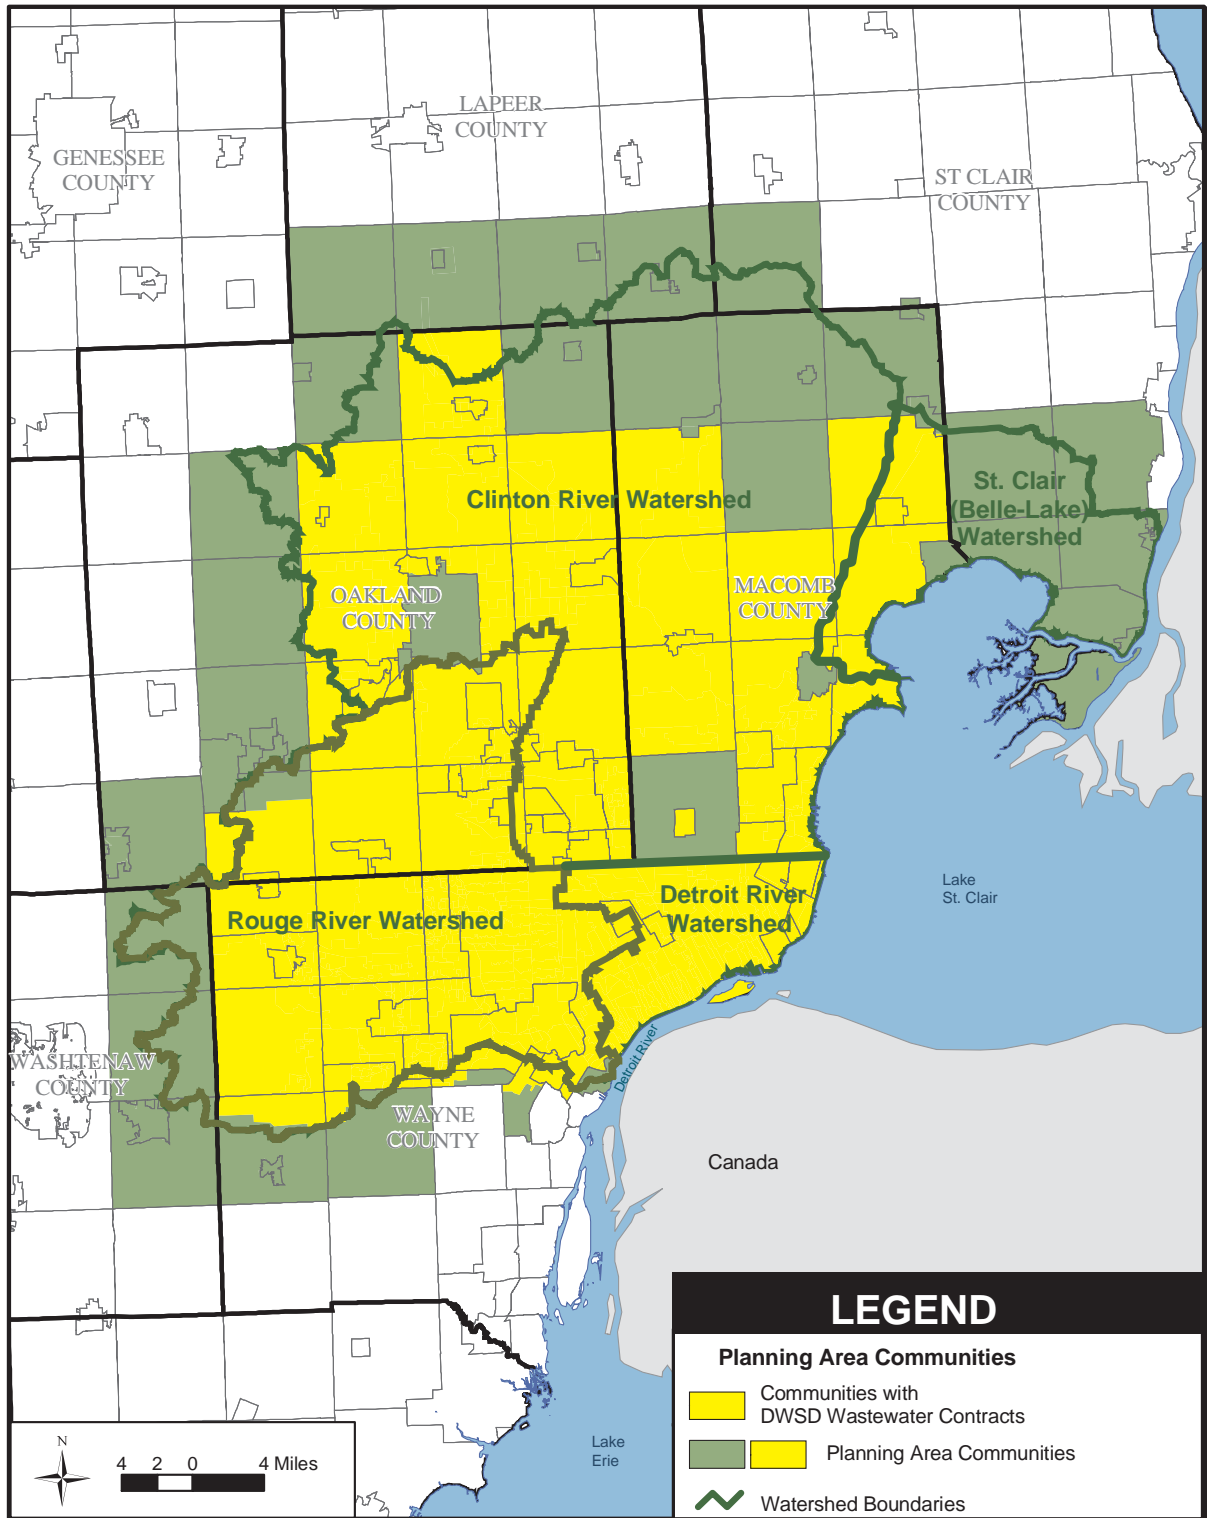 LAPEER
COUNTY
GENESSEE
COUNTY
ST CLAIR
COUNTY
Clinton River Watershed
St. Clair
(Belle-Lake)
Watershed
OAKLAND
COUNTY
MACOMB
COUNTY
Lake
St. Clair
Rouge River Watershed
Detroit River
Watershed
WASHTENAW
COUNTY
Detroit River
WAYNE
COUNTY
Canada
LEGEND
Planning Area Communities
Communities with
DWSD Wastewater Contracts
Planning Area Communities
Watershed Boundaries
Lake
Erie
N
4 2 0 4 Miles